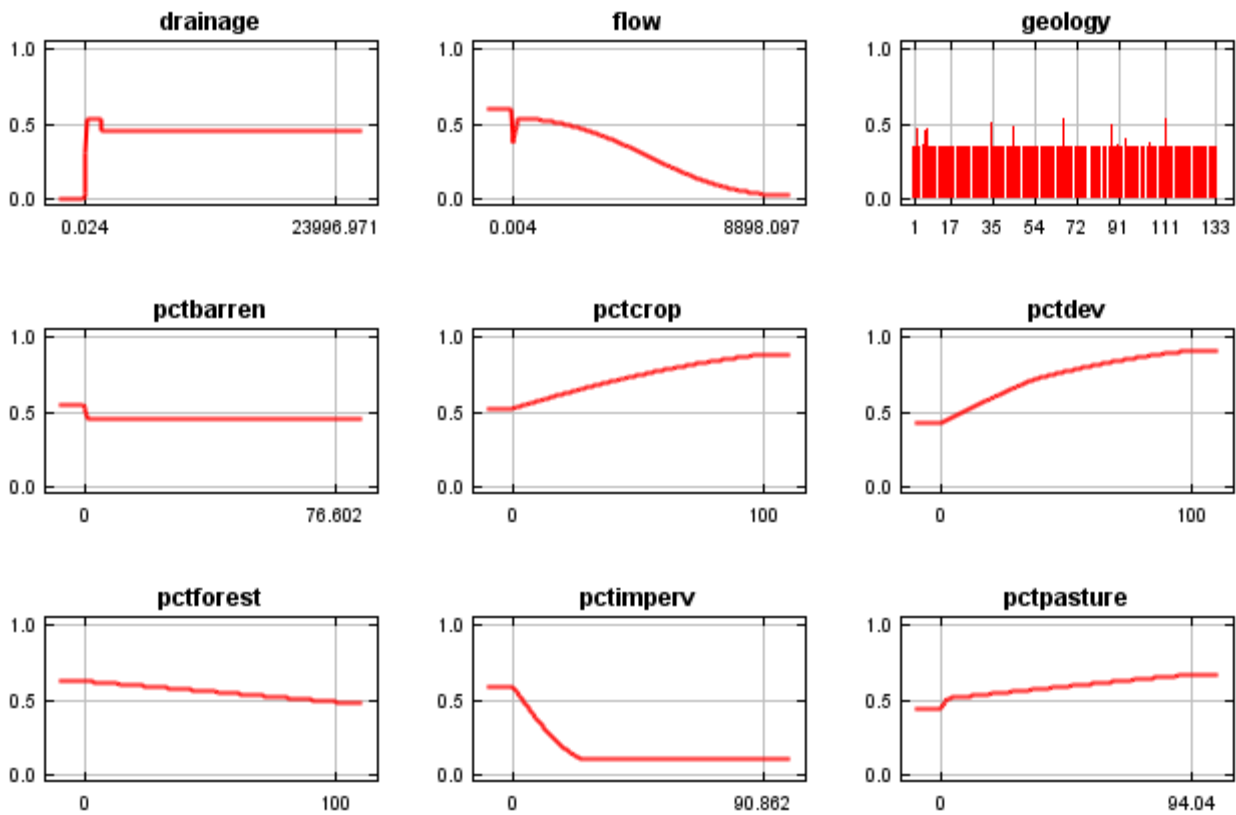 drainage flow geology
1.0 1.0 1.0
0.5 0.5 0.5
0.0 0.0 0.0
0.024 23996.971 0.004 8898.097 1 17 35 54 72 91 111 133
pctbarren pctcrop pctdev
1.0 1.0 1.0
0.5 0.5 0.5
0.0 0.0 0.0
0 76.602 0 100 0 100
pctforest pctimperv pctpasture
1.0 1.0 1.0
0.5 0.5 0.5
0.0 0.0 0.0
0 100 0 90.862 0 94.04